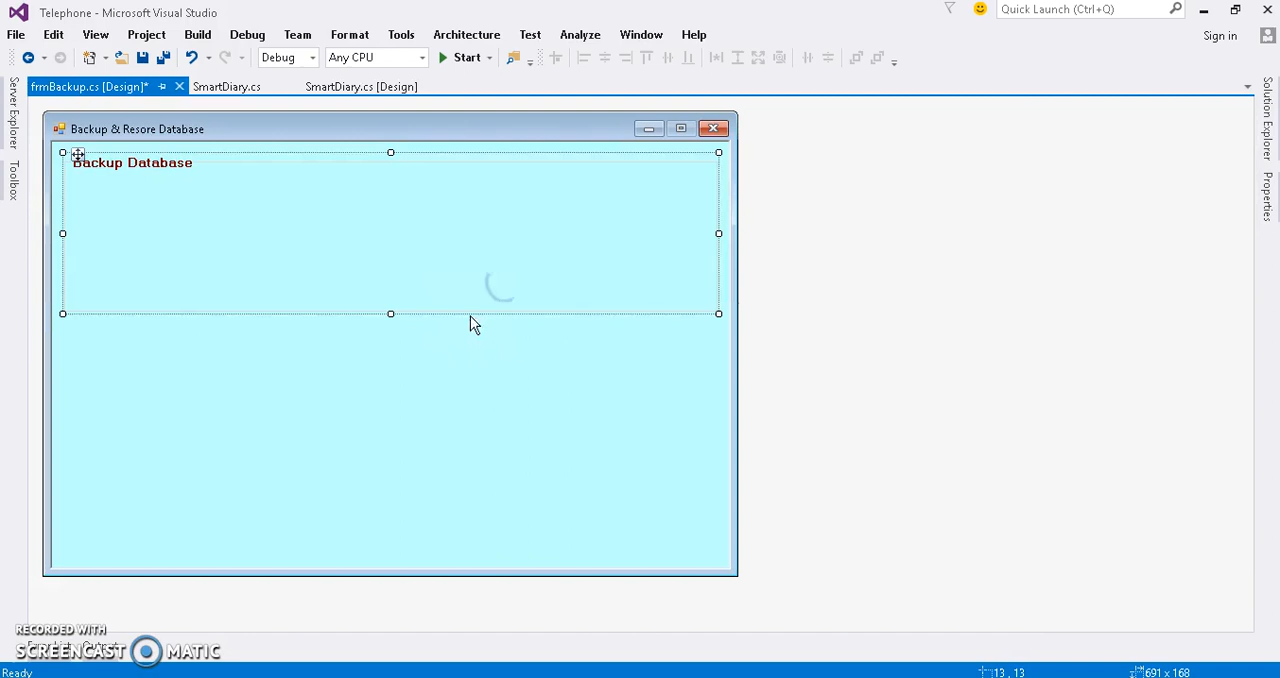 Telephone - Microsoft Visual Studio
Quick Launch (Ctrl+Q)
File Edit View Project Build Debug Team Format Tools Architecture Test Analyze Window Help
Sign in
Debug Any CPU Start
frmBackup.cs [Design]* SmartDiary.cs SmartDiary.cs [Design]
Server Explorer
Toolbox
Solution Explorer
Properties
Backup & Resore Database
Backup Database
RECORDED WITH
SCREENCAST MATIC
Ready
13 , 13
691 x 168